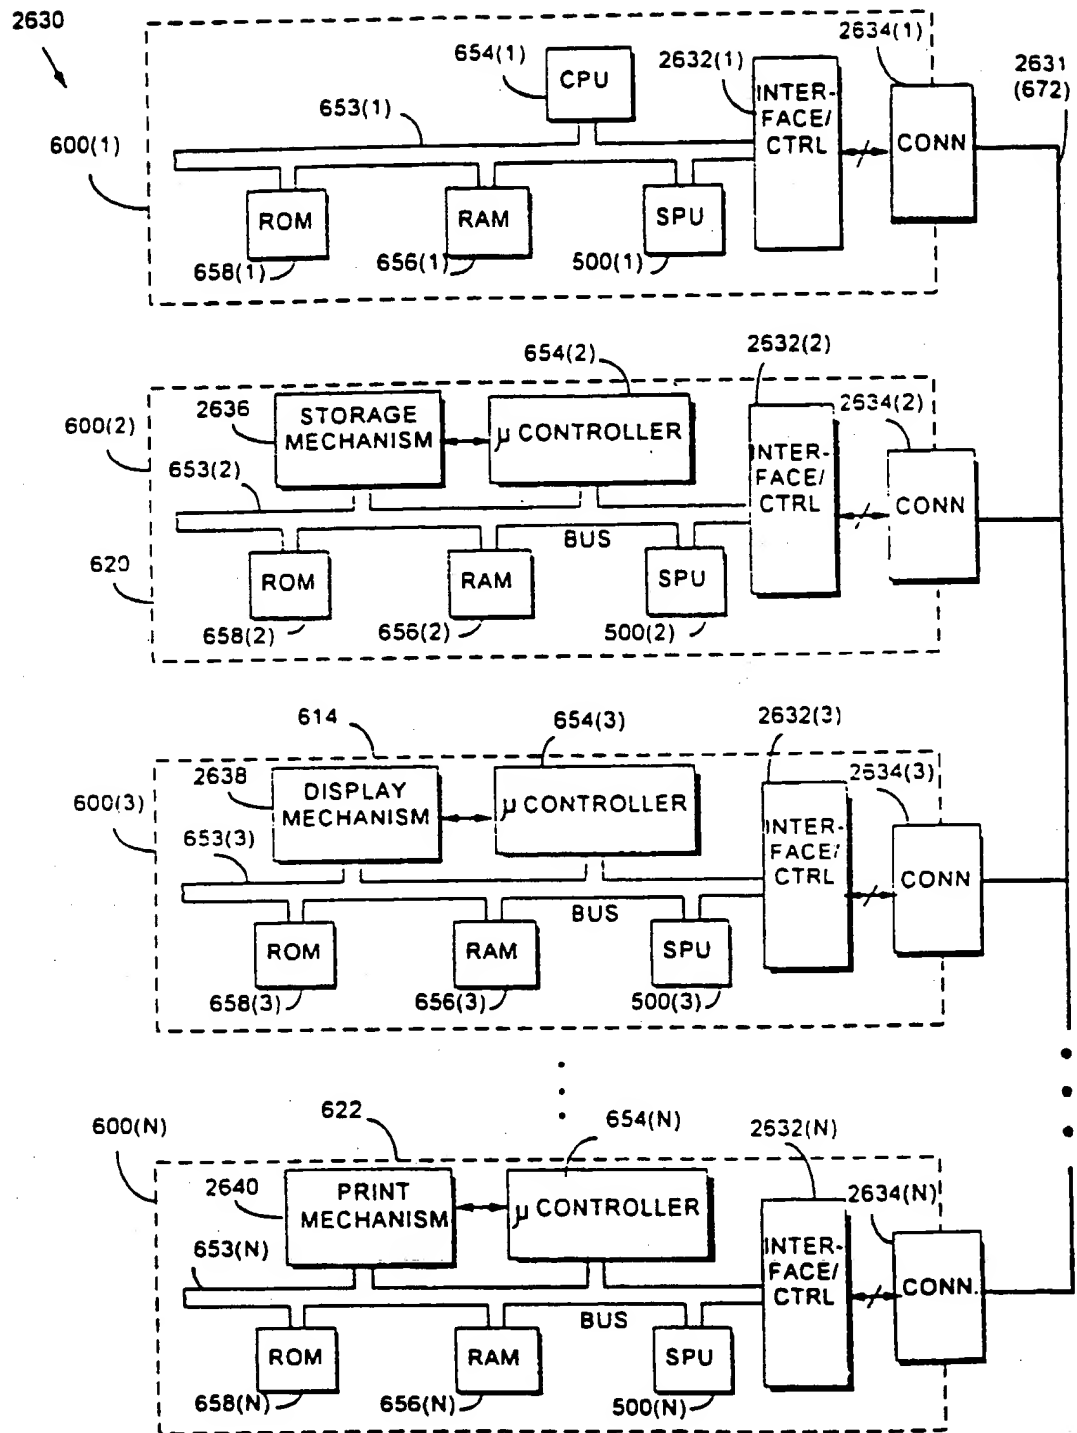 2630
654(1)
2632(1)
2634(1)
2631
(672)
600(1)
653(1)
CPU
INTER-
FACE/
CTRL
CONN
ROM
RAM
SPU
658(1)
656(1)
500(1)
654(2)
2632(2)
2634(2)
600(2)
2636
STORAGE
MECHANISM
µ CONTROLLER
INTER-
FACE/
CTRL
CONN
653(2)
BUS
620
ROM
RAM
SPU
658(2)
656(2)
500(2)
614
654(3)
2632(3)
2634(3)
600(3)
2638
DISPLAY
MECHANISM
µ CONTROLLER
INTER-
FACE/
CTRL
CONN
653(3)
BUS
ROM
RAM
SPU
658(3)
656(3)
500(3)
600(N)
622
654(N)
2632(N)
2634(N)
2640
PRINT
MECHANISM
µ CONTROLLER
INTER-
FACE/
CTRL
CONN.
653(N)
BUS
ROM
RAM
SPU
658(N)
656(N)
500(N)